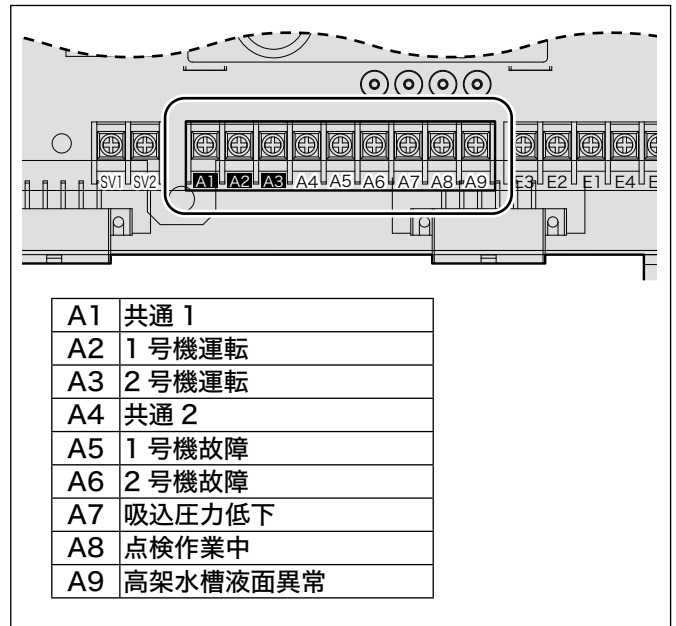 SV1 SV2 A1 A2 A3 A4 A5 A6 A7 A8 A9 E3 E2 E1 E4
A1 共通 1
A2 1 号機運転
A3 2 号機運転
A4 共通 2
A5 1 号機故障
A6 2 号機故障
A7 吸込圧力低下
A8 点検作業中
A9 高架水槽液面異常